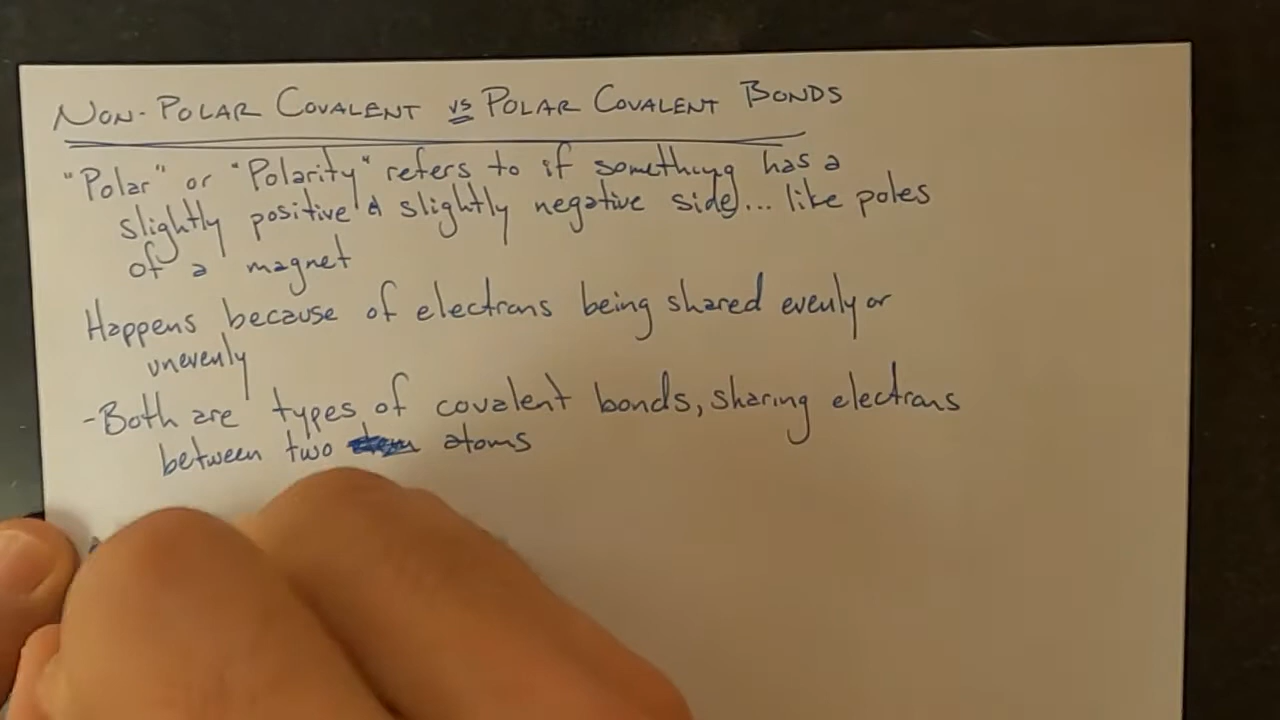 NON-POLAR COVALENT vs POLAR COVALENT BONDS
"Polar" or "Polarity" refers to if something has a
slightly positive & slightly negative side... like poles
of a magnet
Happens because of electrons being shared evenly or
unevenly
-Both are types of covalent bonds, sharing electrons
between two atoms